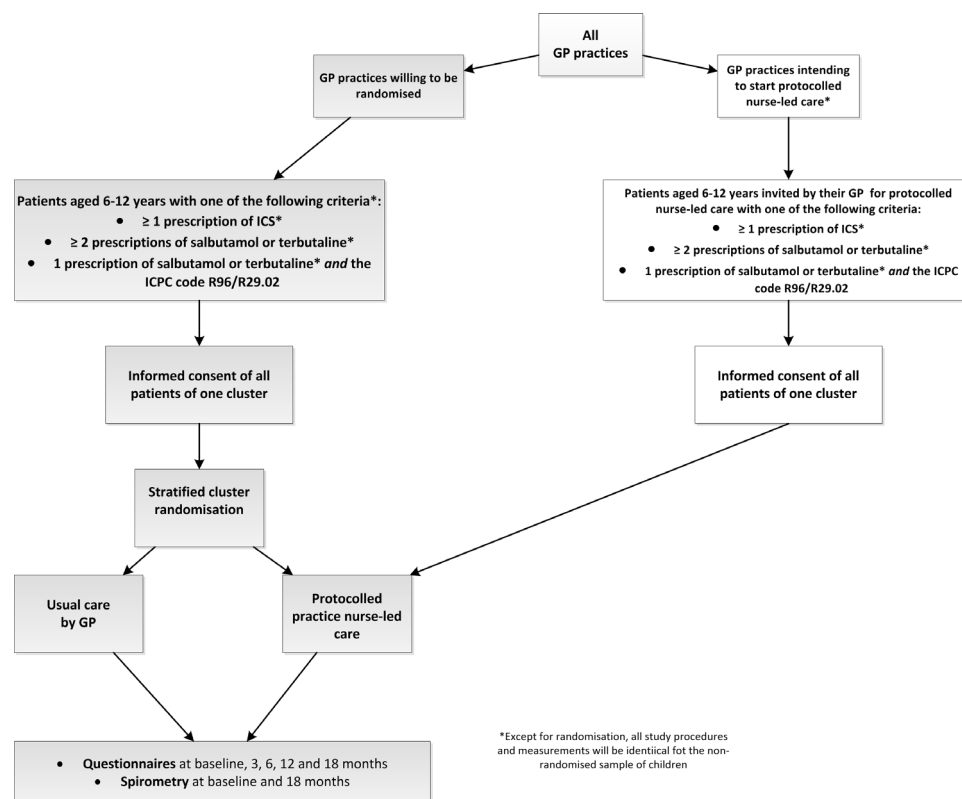 All
GP practices
GP practices willing to be
randomised
GP practices intending
to start protocolled
nurse-led care*
Patients aged 6-12 years with one of the following criteria*:
• ≥ 1 prescription of ICS*
• ≥ 2 prescriptions of salbutamol or terbutaline*
• 1 prescription of salbutamol or terbutaline* and the
ICPC code R96/R29.02
Patients aged 6-12 years invited by their GP for protocolled
nurse-led care with one of the following criteria:
• ≥ 1 prescription of ICS*
• ≥ 2 prescriptions of salbutamol or terbutaline*
• 1 prescription of salbutamol or terbutaline* and the ICPC
code R96/R29.02
Informed consent of all
patients of one cluster
Informed consent of all
patients of one cluster
Stratified cluster
randomisation
Usual care
by GP
Protocolled
practice nurse-led
care
• Questionnaires at baseline, 3, 6, 12 and 18 months
• Spirometry at baseline and 18 months
*Except for randomisation, all study procedures
and measurements will be identiical fot the non-
randomised sample of children